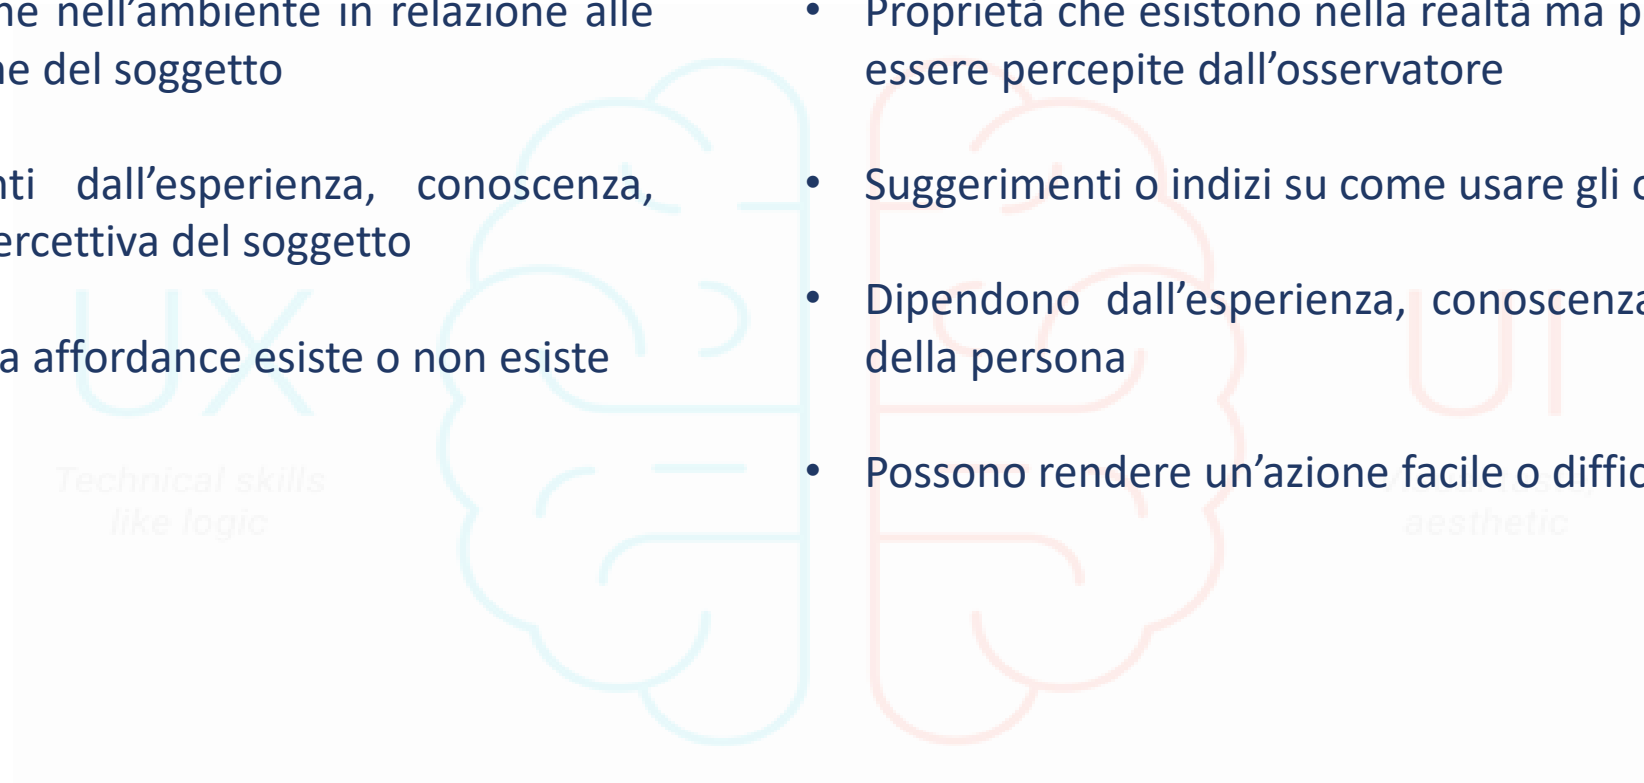 ne nell’ambiente in relazione alle
ne del soggetto
nti dall’esperienza, conoscenza,
ercettiva del soggetto
a affordance esiste o non esiste
• Proprietà che esistono nella realtà ma p
essere percepite dall’osservatore
• Suggerimenti o indizi su come usare gli
• Dipendono dall’esperienza, conoscenza
della persona
• Possono rendere un’azione facile o diffic
UX
Technical skills
like logic
UI
aesthetic